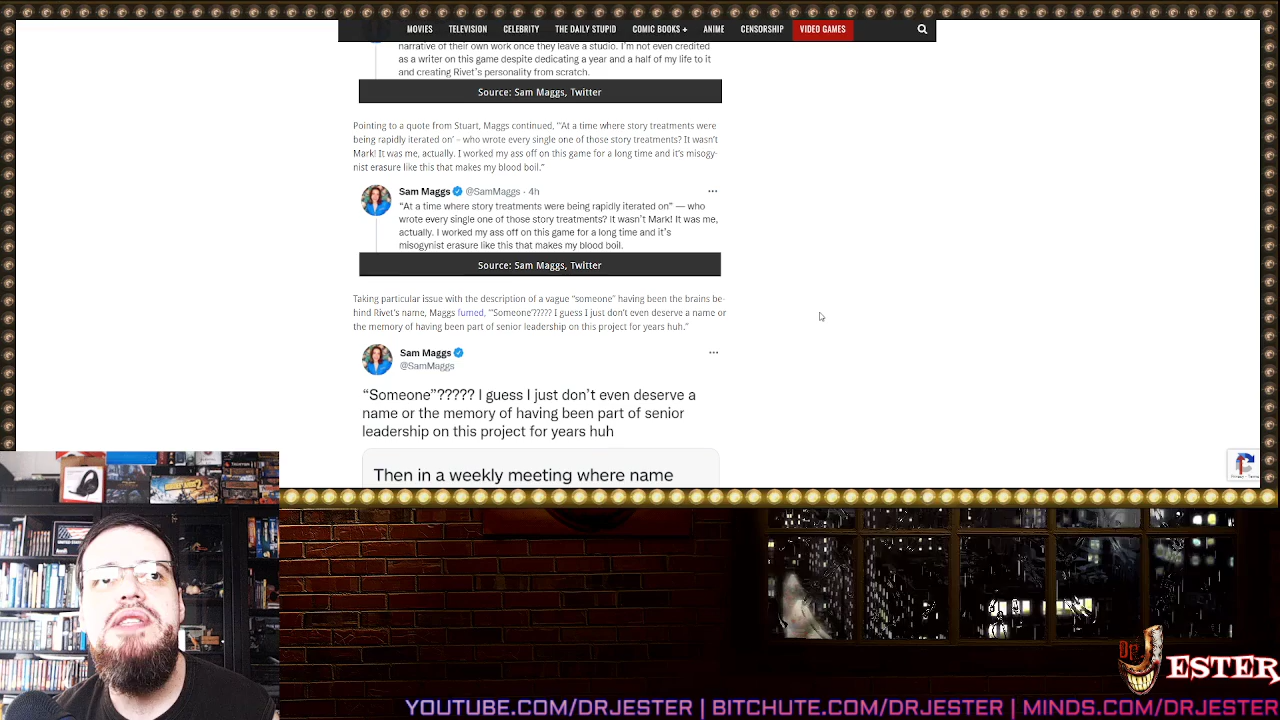 MOVIES TELEVISION CELEBRITY THE DAILY STUPID COMIC BOOKS + ANIME CENSORSHIP VIDEO GAMES
narrative of their own work once they leave a studio. I'm not even credited
as a writer on this game despite dedicating a year and a half of my life to it
and creating Rivet's personality from scratch.
Source: Sam Maggs, Twitter
Pointing to a quote from Stuart, Maggs continued, “‘At a time where story treatments were
being rapidly iterated on’ – who wrote every single one of those story treatments? It wasn’t
Mark! It was me, actually. I worked my ass off on this game for a long time and it’s misogy-
nist erasure like this that makes my blood boil.”
Sam Maggs @SamMaggs · 4h
“At a time where story treatments were being rapidly iterated on” — who
wrote every single one of those story treatments? It wasn’t Mark! It was me,
actually. I worked my ass off on this game for a long time and it’s
misogynist erasure like this that makes my blood boil.
Source: Sam Maggs, Twitter
Taking particular issue with the description of a vague “someone” having been the brains be-
hind Rivet’s name, Maggs fumed, “‘Someone’????? I guess I just don’t even deserve a name or
the memory of having been part of senior leadership on this project for years huh.”
Sam Maggs
@SamMaggs
“Someone”????? I guess I just don’t even deserve a
name or the memory of having been part of senior
leadership on this project for years huh
Then in a weekly meeting where name
Dr. JESTER
YOUTUBE.COM/DRJESTER | BITCHUTE.COM/DRJESTER | MINDS.COM/DRJESTER